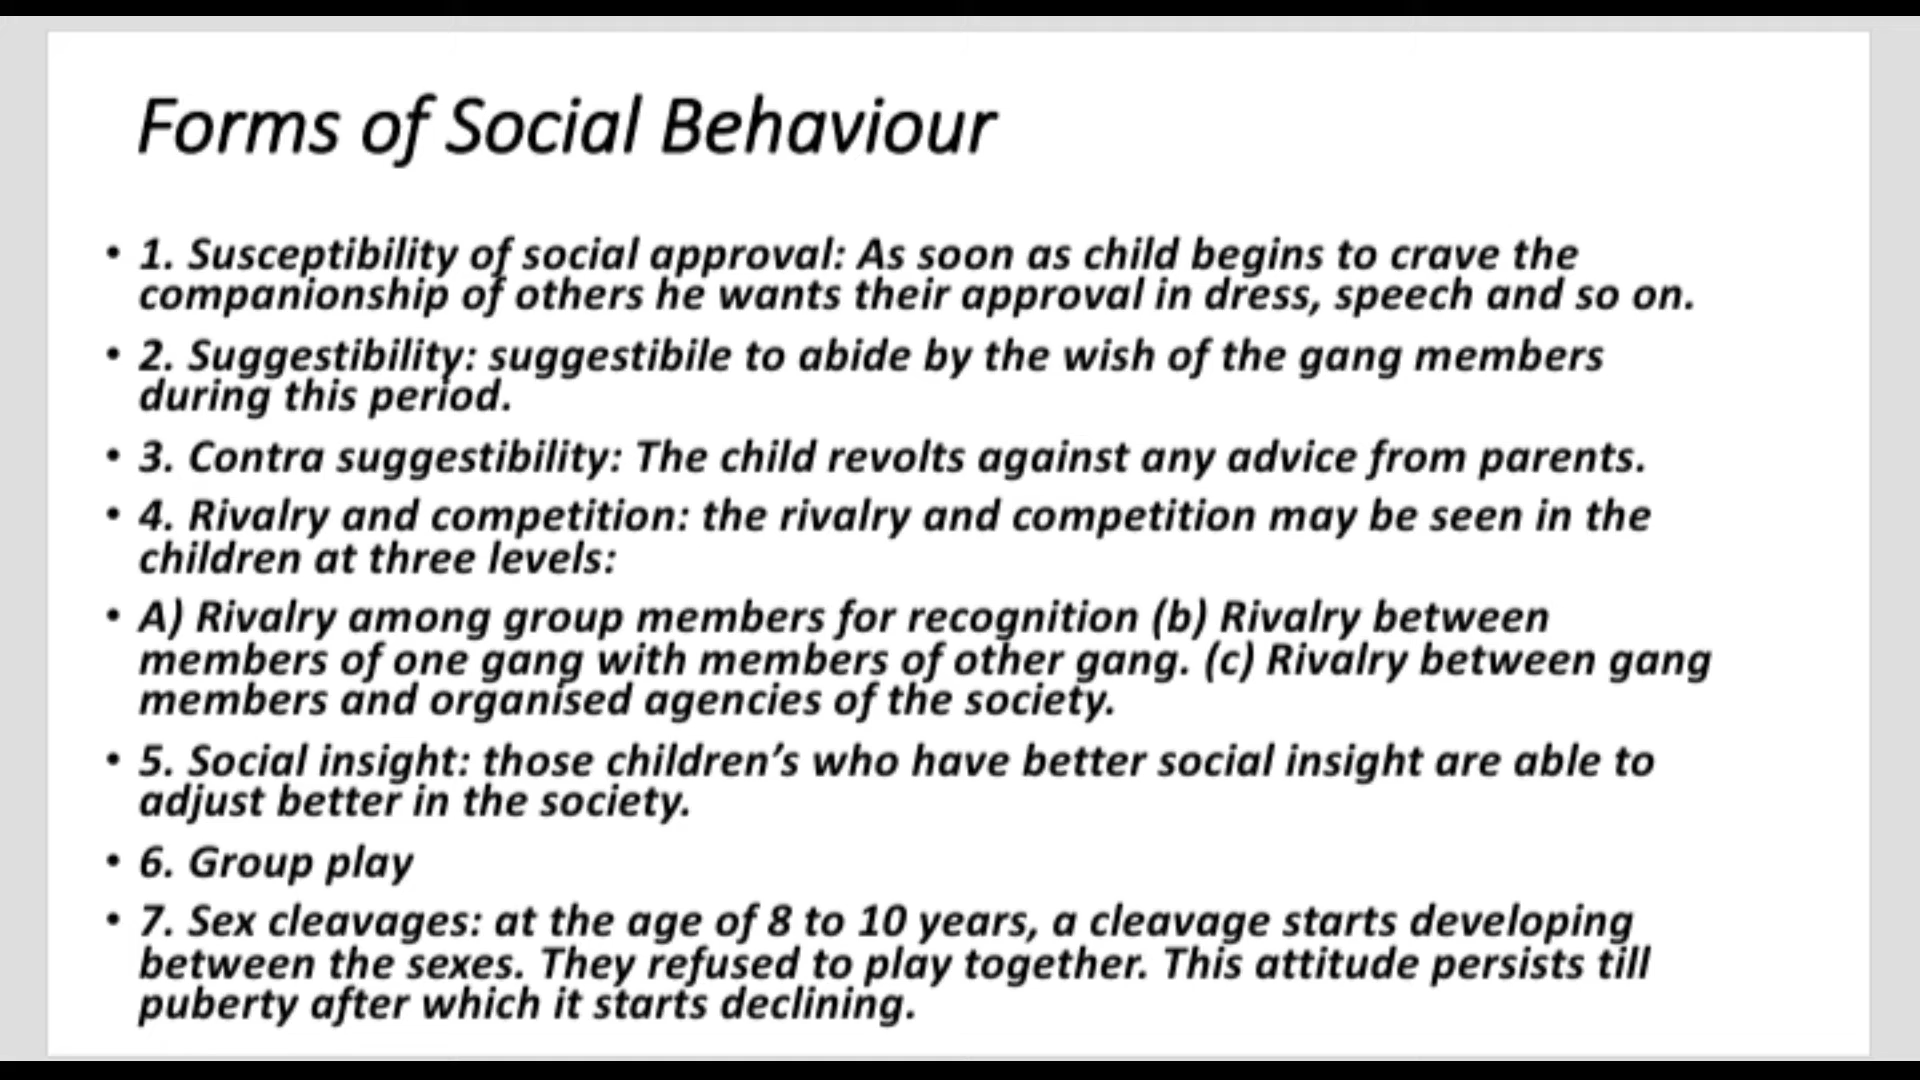 Forms of Social Behaviour
• 1. Susceptibility of social approval: As soon as child begins to crave the
companionship of others he wants their approval in dress, speech and so on.
• 2. Suggestibility: suggestibile to abide by the wish of the gang members
during this period.
• 3. Contra suggestibility: The child revolts against any advice from parents.
• 4. Rivalry and competition: the rivalry and competition may be seen in the
children at three levels:
• A) Rivalry among group members for recognition (b) Rivalry between
members of one gang with members of other gang. (c) Rivalry between gang
members and organised agencies of the society.
• 5. Social insight: those children’s who have better social insight are able to
adjust better in the society.
• 6. Group play
• 7. Sex cleavages: at the age of 8 to 10 years, a cleavage starts developing
between the sexes. They refused to play together. This attitude persists till
puberty after which it starts declining.